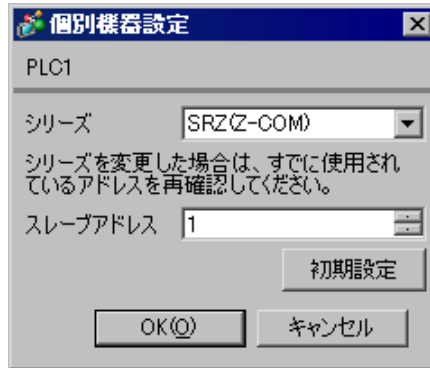 個別機器設定
PLC1
シリーズ SRZ(Z-COM)
シリーズを変更した場合は、すでに使用され
ているアドレスを再確認してください。
スレーブアドレス 1
初期設定
OK(O) キャンセル